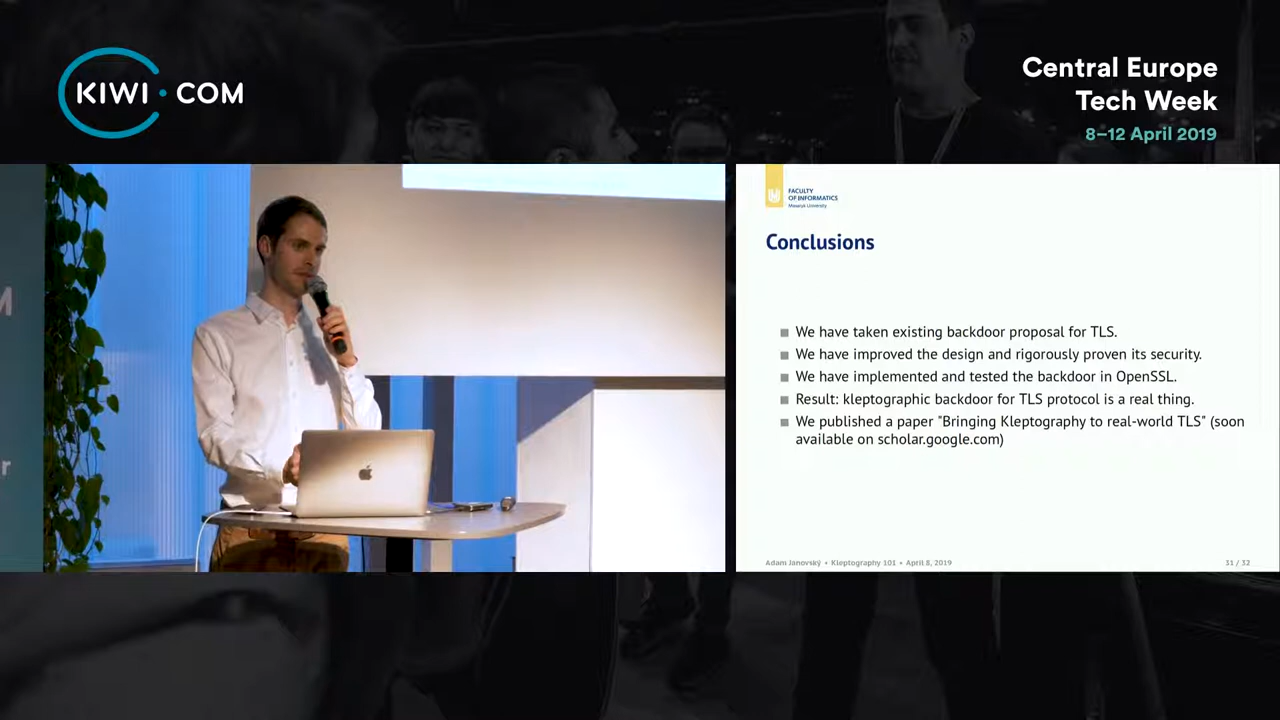 KIWI·COM
Central Europe
Tech Week
8–12 April 2019
M
r
FACULTY
OF INFORMATICS
Masaryk University
Conclusions
We have taken existing backdoor proposal for TLS.
We have improved the design and rigorously proven its security.
We have implemented and tested the backdoor in OpenSSL.
Result: kleptographic backdoor for TLS protocol is a real thing.
We published a paper "Bringing Kleptography to real-world TLS" (soon
available on scholar.google.com)
Adam Janovský • Kleptography 101 • April 8, 2019
31 / 32